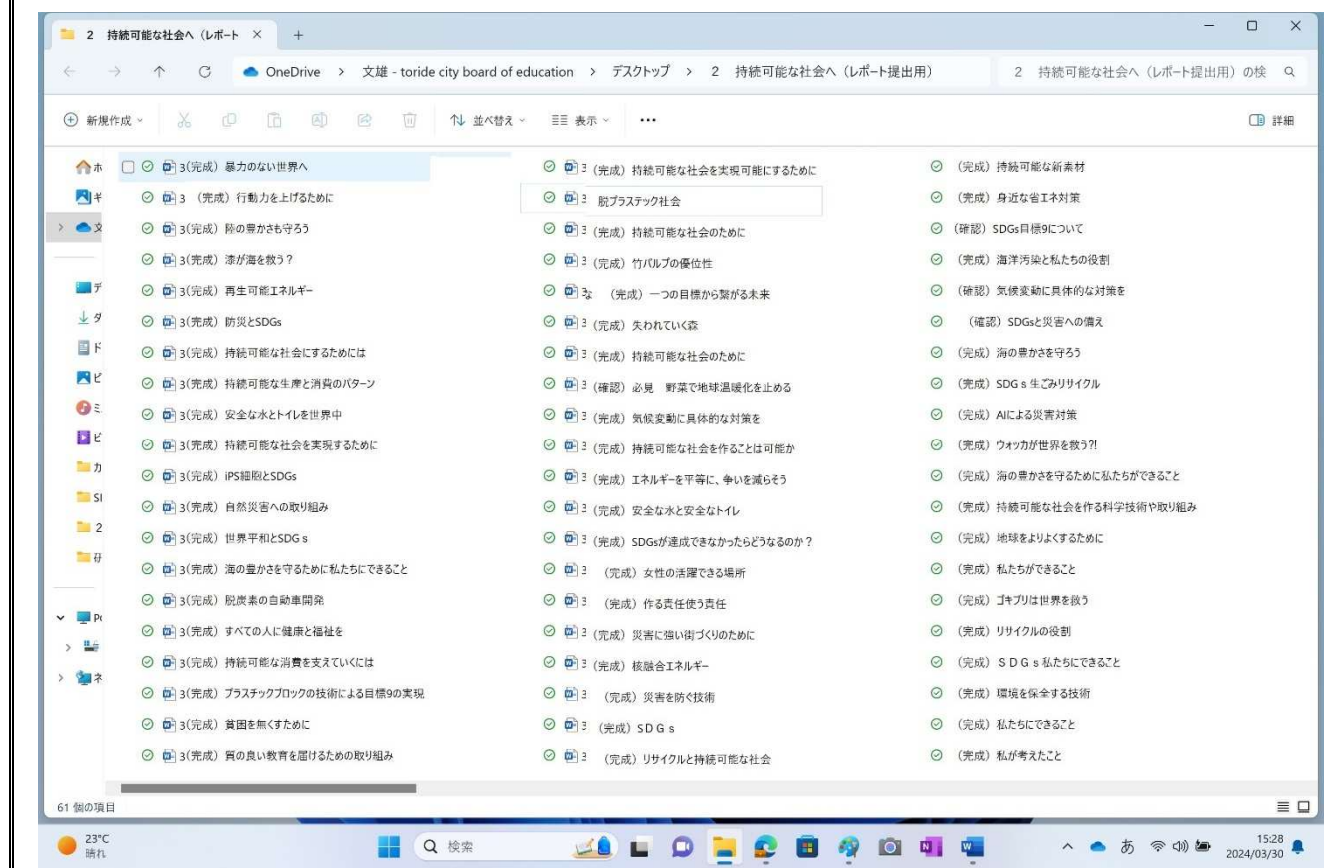 2 持続可能な社会へ（レポート
OneDrive > 文雄 - toride city board of education > デスクトップ > 2 持続可能な社会へ（レポート提出用）
2 持続可能な社会へ（レポート提出用）の検
新規作成
並べ替え
表示
詳細
ホ
ギ
文
デ
ダ
ド
ピ
ミ
ビ
カ
SI
2
PC
ネ
3(完成）暴力のない世界へ
3 （完成）行動力を上げるために
3(完成）陸の豊かさも守ろう
3(完成）漆が海を救う？
3(完成）再生可能エネルギー
3(完成）防災とSDGs
3(完成）持続可能な社会にするためには
3(完成）持続可能な生産と消費のパターン
3(完成）安全な水とトイレを世界中
3(完成）持続可能な社会を実現するために
3(完成）iPS細胞とSDGs
3(完成）自然災害への取り組み
3(完成）世界平和とSDGｓ
3(完成）海の豊かさを守るために私たちにできること
3(完成）脱炭素の自動車開発
3(完成）すべての人に健康と福祉を
3(完成）持続可能な消費を支えていくには
3(完成）プラスチックブロックの技術による目標9の実現
3(完成）貧困を無くすために
3(完成）質の良い教育を届けるための取り組み
3（完成）持続可能な社会を実現可能にするために
3 脱プラステック社会
3（完成）持続可能な社会のために
3（完成）竹パルプの優位性
（完成）一つの目標から繋がる未来
3（完成）失われていく森
3（完成）持続可能な社会のために
3（確認）必見　野菜で地球温暖化を止める
3（完成）気候変動に具体的な対策を
3（完成）持続可能な社会を作ることは可能か
3（完成）エネルギーを平等に、争いを減らそう
3（完成）安全な水と安全なトイレ
3（完成）SDGsが達成できなかったらどうなるのか？
3 （完成）女性の活躍できる場所
3 （完成）作る責任使う責任
3（完成）災害に強い街づくりのために
3（完成）核融合エネルギー
3 （完成）災害を防ぐ技術
3 （完成）ＳＤＧｓ
3 （完成）リサイクルと持続可能な社会
（完成）持続可能な新素材
（完成）身近な省エネ対策
（確認）SDGs目標9について
（完成）海洋汚染と私たちの役割
（確認）気候変動に具体的な対策を
（確認）SDGsと災害への備え
（完成）海の豊かさを守ろう
（完成）SDGｓ生ごみリサイクル
（完成）AIによる災害対策
（完成）ウォッカが世界を救う?!
（完成）海の豊かさを守るために私たちができること
（完成）持続可能な社会を作る科学技術や取り組み
（完成）地球をよりよくするために
（完成）私たちができること
（完成）ゴキブリは世界を救う
（完成）リサイクルの役割
（完成）ＳＤＧｓ私たちにできること
（完成）環境を保全する技術
（完成）私たちにできること
（完成）私が考えたこと
61 個の項目
23°C
晴れ
検索
あ
15:28
2024/03/30